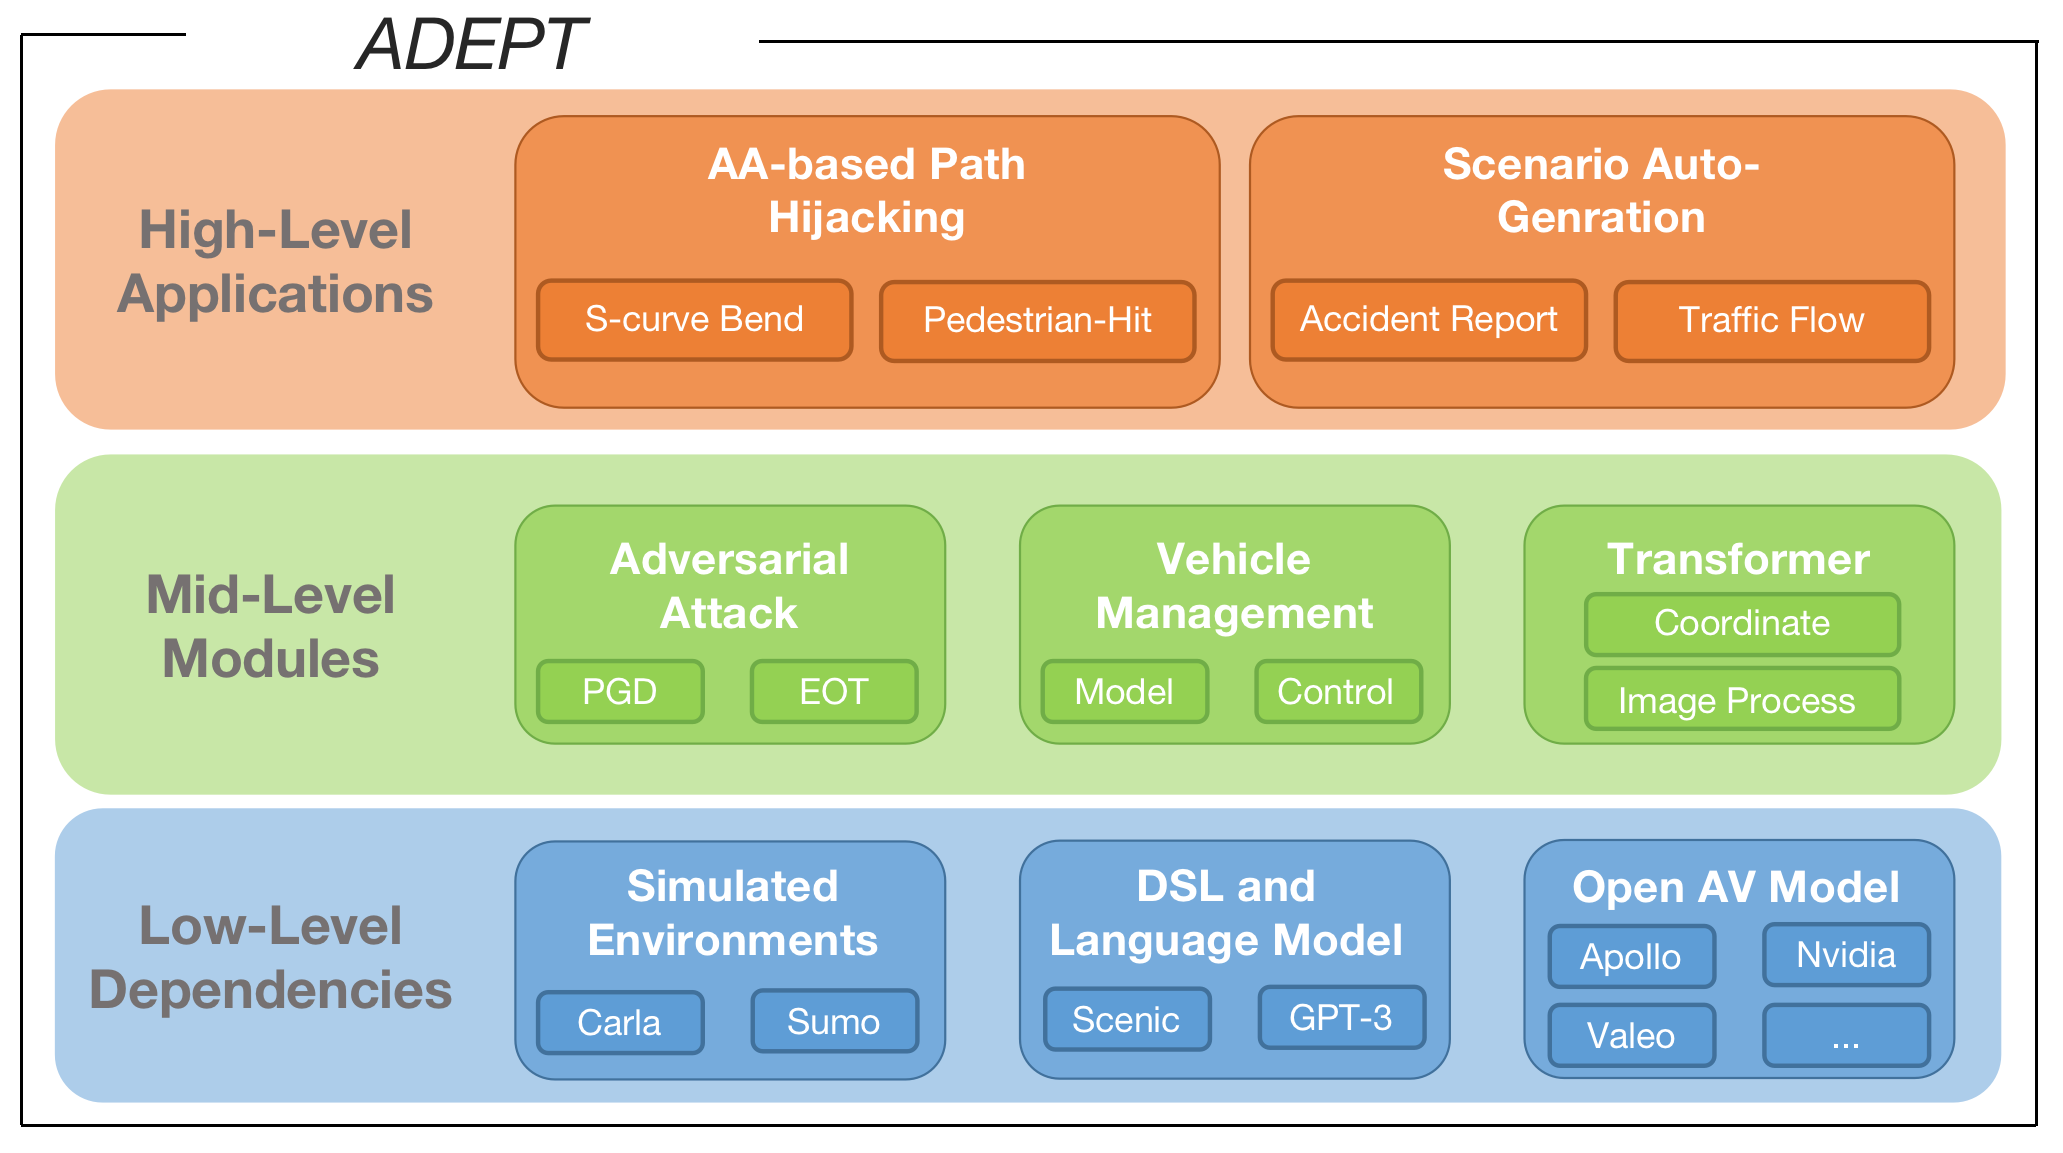 ADEPT
High-Level
Applications
AA-based Path
Hijacking
S-curve Bend
Pedestrian-Hit
Scenario Auto-
Genration
Accident Report
Traffic Flow
Mid-Level
Modules
Adversarial
Attack
PGD
EOT
Vehicle
Management
Model
Control
Transformer
Coordinate
Image Process
Low-Level
Dependencies
Simulated
Environments
Carla
Sumo
DSL and
Language Model
Scenic
GPT-3
Open AV Model
Apollo
Nvidia
Valeo
...